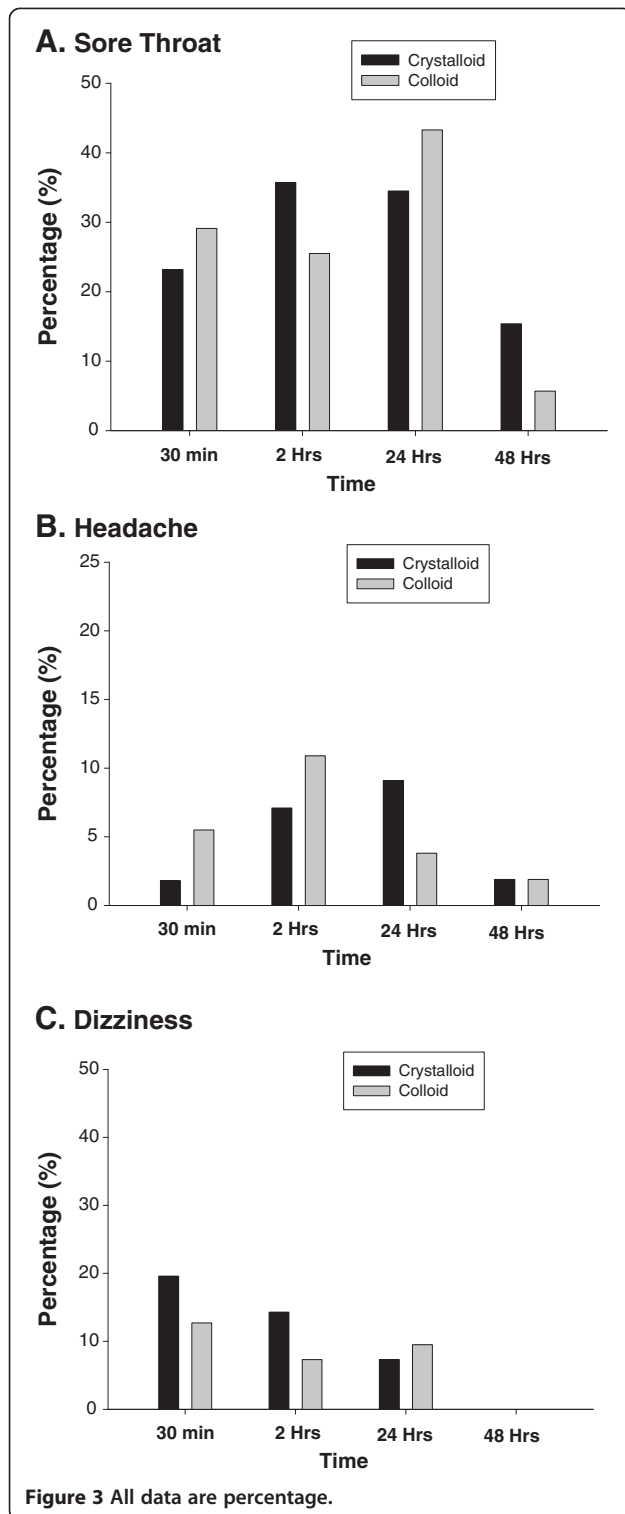 A. Sore Throat
Crystalloid
Colloid
50
40
30
20
10
0
Percentage (%)
30 min 2 Hrs 24 Hrs 48 Hrs
Time
B. Headache
Crystalloid
Colloid
25
20
15
10
5
0
Percentage (%)
30 min 2 Hrs 24 Hrs 48 Hrs
Time
C. Dizziness
Crystalloid
Colloid
50
40
30
20
10
0
Percentage (%)
30 min 2 Hrs 24 Hrs 48 Hrs
Time
Figure 3 All data are percentage.